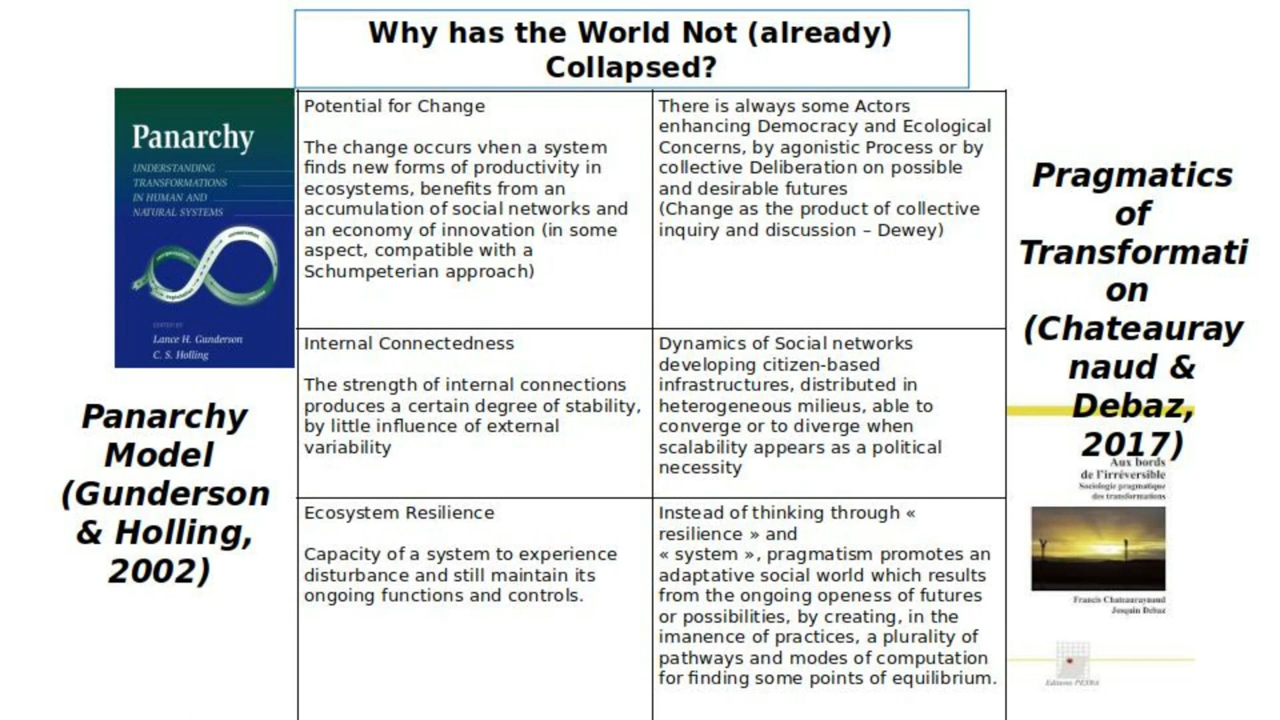 Why has the World Not (already)
Collapsed?
Panarchy
UNDERSTANDING
TRANSFORMATIONS
IN HUMAN AND
NATURAL SYSTEMS
EDITED BY
Lance H. Gunderson
C. S. Holling
Panarchy
Model
(Gunderson
& Holling,
2002)
Potential for Change
The change occurs vhen a system
finds new forms of productivity in
ecosystems, benefits from an
accumulation of social networks and
an economy of innovation (in some
aspect, compatible with a
Schumpeterian approach)
There is always some Actors
enhancing Democracy and Ecological
Concerns, by agonistic Process or by
collective Deliberation on possible
and desirable futures
(Change as the product of collective
inquiry and discussion – Dewey)
Internal Connectedness
The strength of internal connections
produces a certain degree of stability,
by little influence of external
variability
Dynamics of Social networks
developing citizen-based
infrastructures, distributed in
heterogeneous milieus, able to
converge or to diverge when
scalability appears as a political
necessity
Ecosystem Resilience
Capacity of a system to experience
disturbance and still maintain its
ongoing functions and controls.
Instead of thinking through «
resilience » and
« system », pragmatism promotes an
adaptative social world which results
from the ongoing openess of futures
or possibilities, by creating, in the
imanence of practices, a plurality of
pathways and modes of computation
for finding some points of equilibrium.
Pragmatics
of
Transformati
on
(Chateauray
naud &
Debaz,
2017)
Aux bords
de l'irréversible
Sociologie pragmatique
des transformations
Francis Chateauraynaud
Josquin Debaz
Editions PETRA